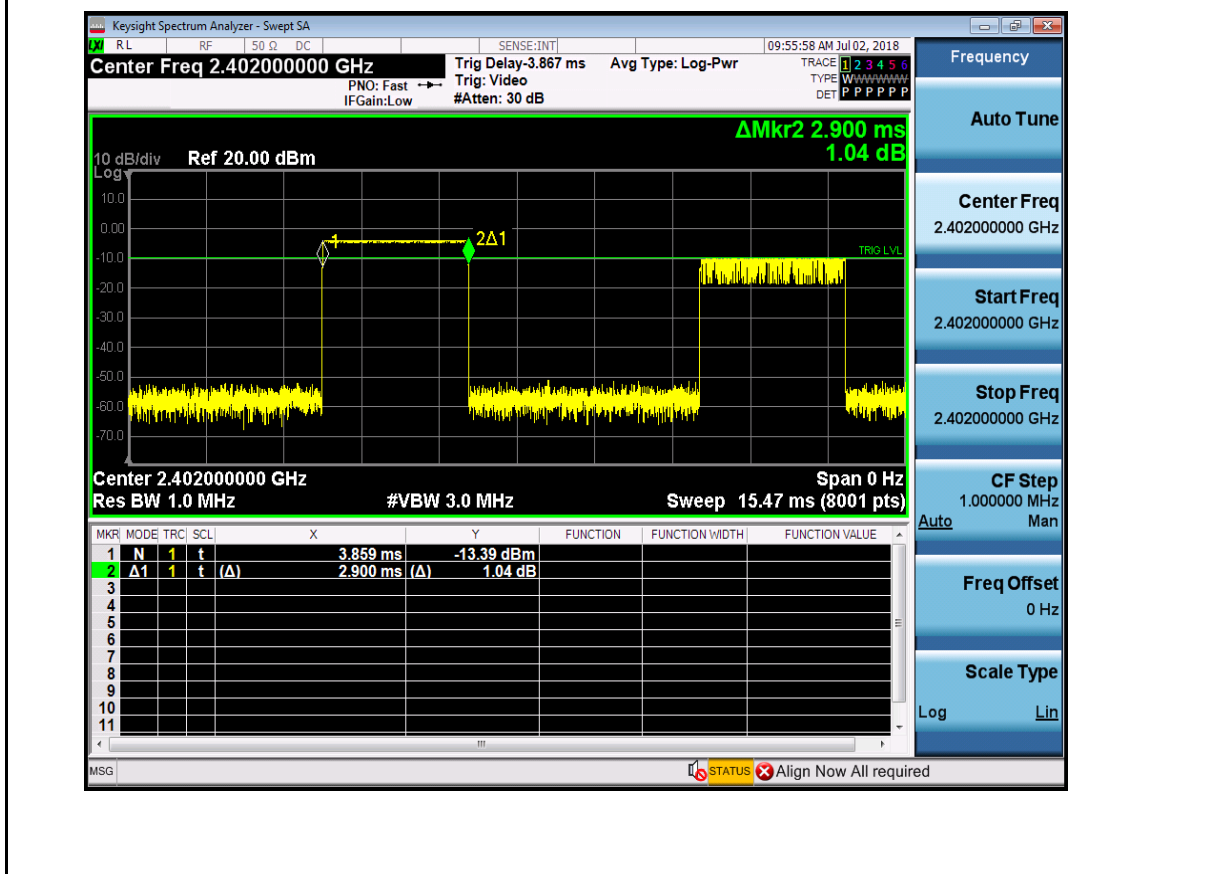 Keysight Spectrum Analyzer - Swept SA
LXI RL RF 50 Ω DC SENSE:INT 09:55:58 AM Jul 02, 2018
Center Freq 2.402000000 GHz
Trig Delay-3.867 ms Avg Type: Log-Pwr
TRACE 1 2 3 4 5 6
PNO: Fast Trig: Video
TYPE WWWWWW
IFGain:Low #Atten: 30 dB
DET P P P P P P
ΔMkr2 2.900 ms
1.04 dB
10 dB/div Ref 20.00 dBm
Log
10.0
0.00
-10.0
-20.0
-30.0
-40.0
-50.0
-60.0
-70.0
1
2Δ1
TRIG LVL
Center 2.402000000 GHz Span 0 Hz
Res BW 1.0 MHz #VBW 3.0 MHz Sweep 15.47 ms (8001 pts)
MKR MODE TRC SCL X Y FUNCTION FUNCTION WIDTH FUNCTION VALUE
1 N 1 t 3.859 ms -13.39 dBm
2 Δ1 1 t (Δ) 2.900 ms (Δ) 1.04 dB
3
4
5
6
7
8
9
10
11
MSG STATUS Align Now All required
Frequency
Auto Tune
Center Freq
2.402000000 GHz
Start Freq
2.402000000 GHz
Stop Freq
2.402000000 GHz
CF Step
1.000000 MHz
Auto Man
Freq Offset
0 Hz
Scale Type
Log Lin